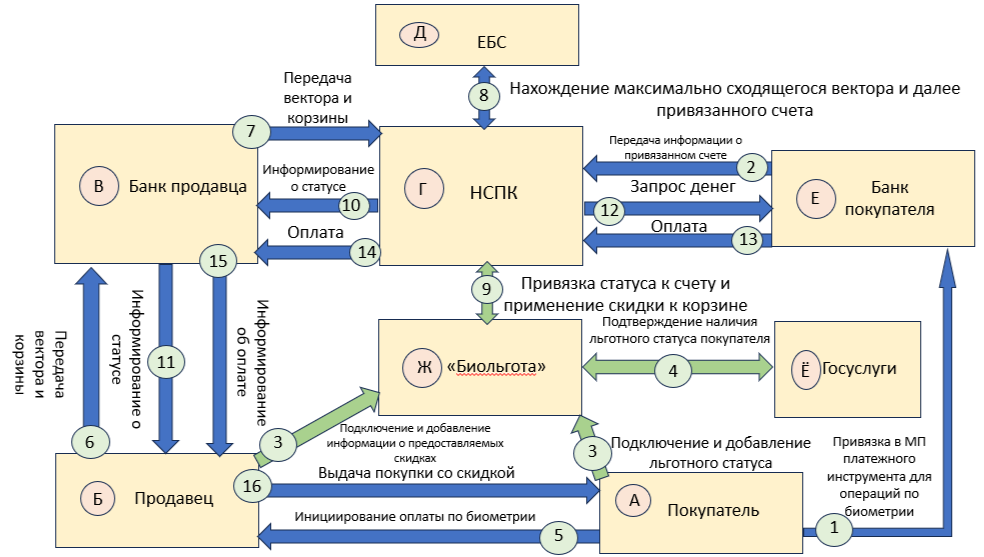 Д
ЕБС
8
Нахождение максимально сходящегося вектора и далее
привязанного счета
Передача
вектора и
корзины
7
В
Банк продавца
Информирование
о статусе
10
Оплата
14
Г
НСПК
Передача информации о
привязанном счете
2
Запрос денег
12
Оплата
13
Е
Банк
покупателя
15
9
Привязка статуса к счету и
применение скидки к корзине
Передача
вектора и
корзины
6
Информирование о
статусе
11
Информирование
об оплате
Ж
«Биольгота»
Подтверждение наличия
льготного статуса покупателя
4
Ё
Госуслуги
3
Подключение и добавление
информации о предоставляемых
скидках
3
Подключение и добавление
льготного статуса
Привязка в МП
платежного
инструмента для
операций по
биометрии
1
Б
Продавец
16
Выдача покупки со скидкой
Инициирование оплаты по биометрии
5
А
Покупатель